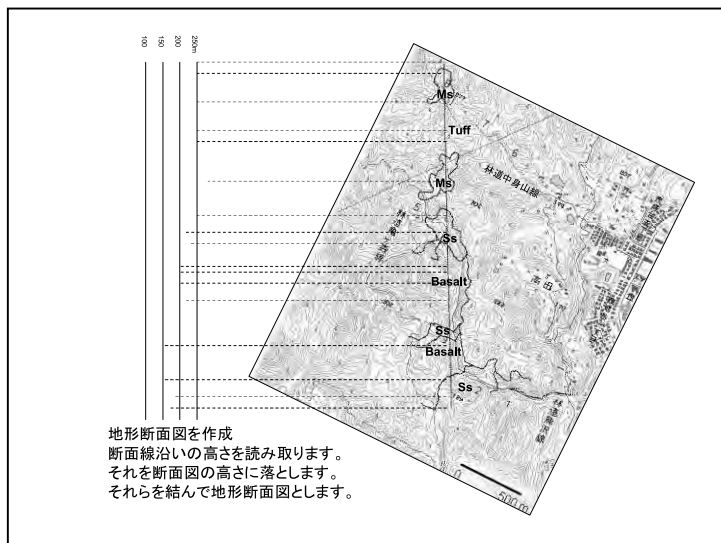 100
150
200
250m
Ms
Tuff
Ms
林道中身山線
Ss
Basalt
高田
Ss
Basalt
Ss
500 m
地形断面図を作成
断面線沿いの高さを読み取ります。
それを断面図の高さに落とします。
それらを結んで地形断面図とします。